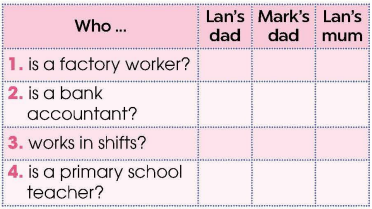 Who ... Lan's dad Mark's dad Lan's mum
1. is a factory worker?
2. is a bank
accountant?
3. works in shifts?
4. is a primary school
teacher?